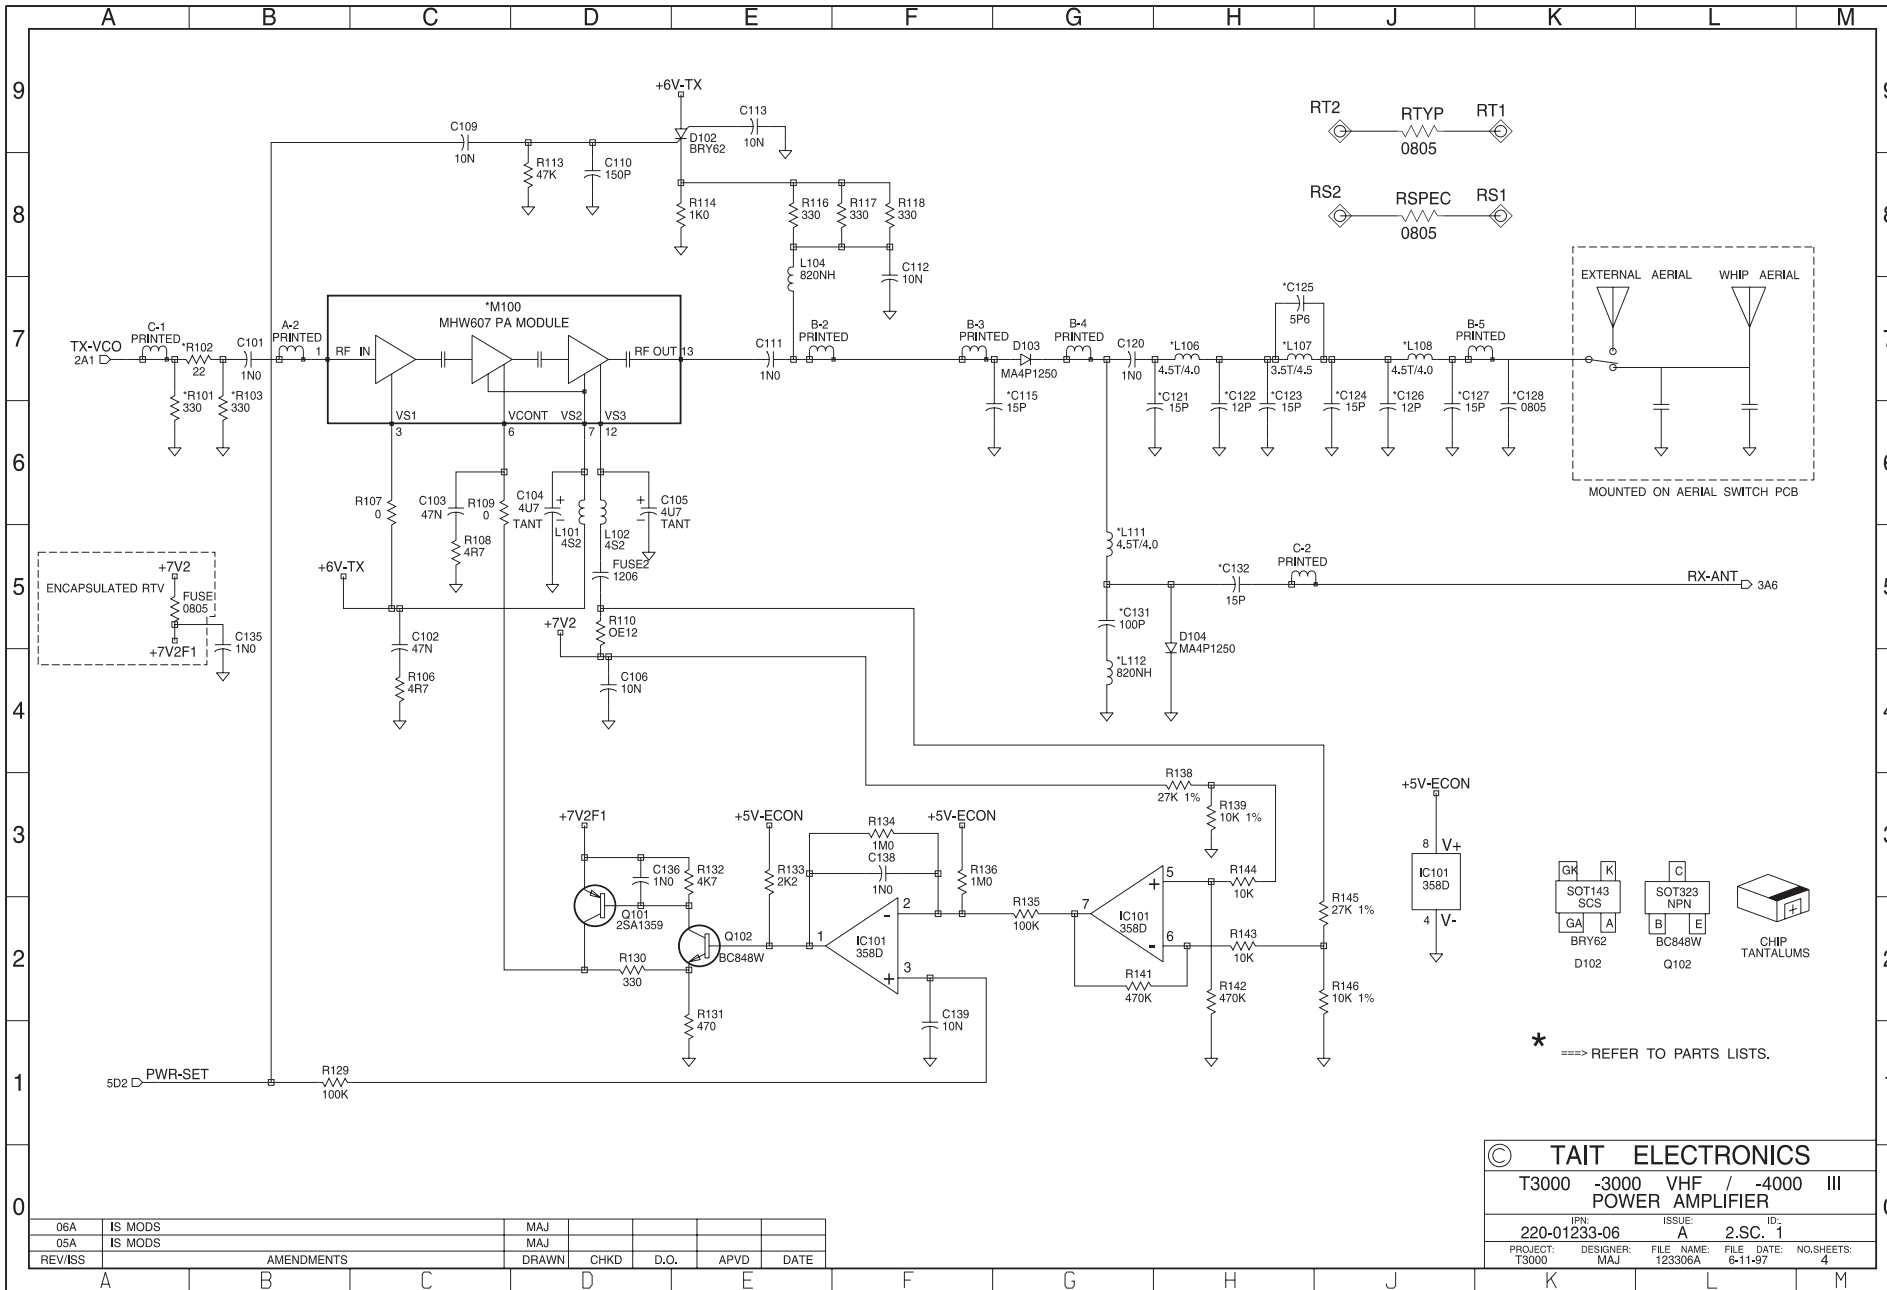 A B C D E F G H J K L M
9
8
7
6
5
4
3
2
1
0
+6V-TX
C109
10N
D102
BRY62
C113
10N
R113
47K
C110
150P
R114
1K0
R116
330
R117
330
R118
330
L104
820NH
C112
10N
RT2
RTYP
0805
RT1
RS2
RSPEC
0805
RS1
EXTERNAL AERIAL
WHIP AERIAL
MOUNTED ON AERIAL SWITCH PCB
TX-VCO
2A1
C-1
PRINTED
*R102
22
C101
1N0
A-2
PRINTED
*R101
330
*R103
330
*M100
MHW607 PA MODULE
1
RF IN
RF OUT
13
VS1
3
VCONT
6
VS2
7
VS3
12
C111
1N0
B-2
PRINTED
B-3
PRINTED
D103
MA4P1250
B-4
PRINTED
C120
1N0
*C115
15P
*L106
4.5T/4.0
*C125
5P6
*L107
3.5T/4.5
*L108
4.5T/4.0
B-5
PRINTED
*C121
15P
*C122
12P
*C123
15P
*C124
15P
*C126
12P
*C127
15P
*C128
0805
R107
0
C103
47N
R109
0
R108
4R7
C104
4U7
TANT
+
-
L101
4S2
L102
4S2
+
-
C105
4U7
TANT
FUSE2
1206
+6V-TX
C102
47N
R106
4R7
+7V2
R110
OE12
C106
10N
ENCAPSULATED RTV
+7V2
FUSE
0805
+7V2F1
C135
1N0
*L111
4.5T/4.0
*C131
100P
*L112
820NH
D104
MA4P1250
*C132
15P
C-2
PRINTED
RX-ANT
3A6
+7V2F1
C136
1N0
R132
4K7
Q101
2SA1359
Q102
BC848W
R130
330
R131
470
+5V-ECON
R133
2K2
R134
1M0
C138
1N0
+5V-ECON
R136
1M0
1
2
-
IC101
358D
3
+
C139
10N
R135
100K
7
5
+
IC101
358D
6
-
R141
470K
R138
27K 1%
R139
10K 1%
R144
10K
R143
10K
R142
470K
R145
27K 1%
R146
10K 1%
+5V-ECON
8 V+
IC101
358D
4 V-
GK K
SOT143
SCS
GA A
BRY62
D102
C
SOT323
NPN
B E
BC848W
Q102
+
CHIP
TANTALUMS
* ===> REFER TO PARTS LISTS.
5D2
PWR-SET
R129
100K
© TAIT ELECTRONICS
T3000 -3000 VHF / -4000 III
POWER AMPLIFIER
IPN: ISSUE: ID:
220-01233-06 A 2.SC. 1
PROJECT: DESIGNER: FILE NAME: FILE DATE: NO.SHEETS:
T3000 MAJ 123306A 6-11-97 4
06A IS MODS MAJ
05A IS MODS MAJ
REV/ISS AMENDMENTS DRAWN CHKD D.O. APVD DATE
A B C D E F G H J K L M